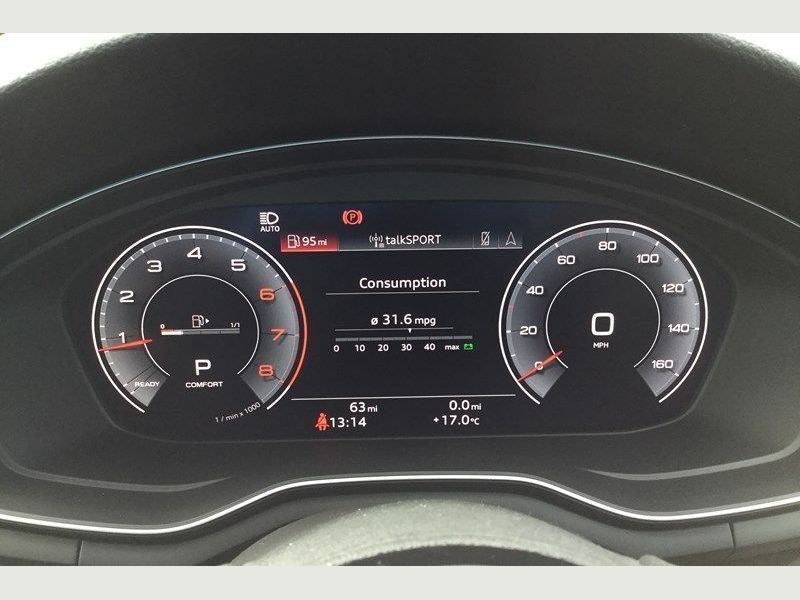 AUTO
95 mi
talkSPORT
Consumption
ø 31.6 mpg
0 10 20 30 40 max
1 2 3 4 5 6 7 8
READY
0 1/1
P
COMFORT
1 / min x 1000
0 20 40 60 80 100 120 140 160
0
MPH
63 mi 0.0 mi
13:14 +17.0°C